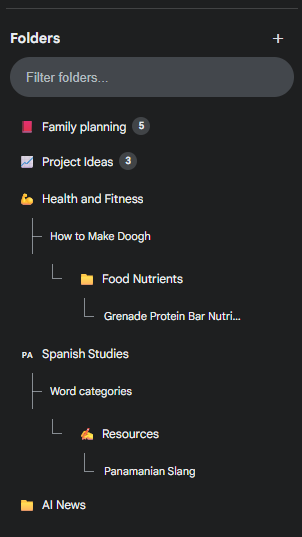 Folders +
Filter folders...
Family planning 5
Project Ideas 3
Health and Fitness
How to Make Doogh
Food Nutrients
Grenade Protein Bar Nutri...
PA Spanish Studies
Word categories
Resources
Panamanian Slang
AI News